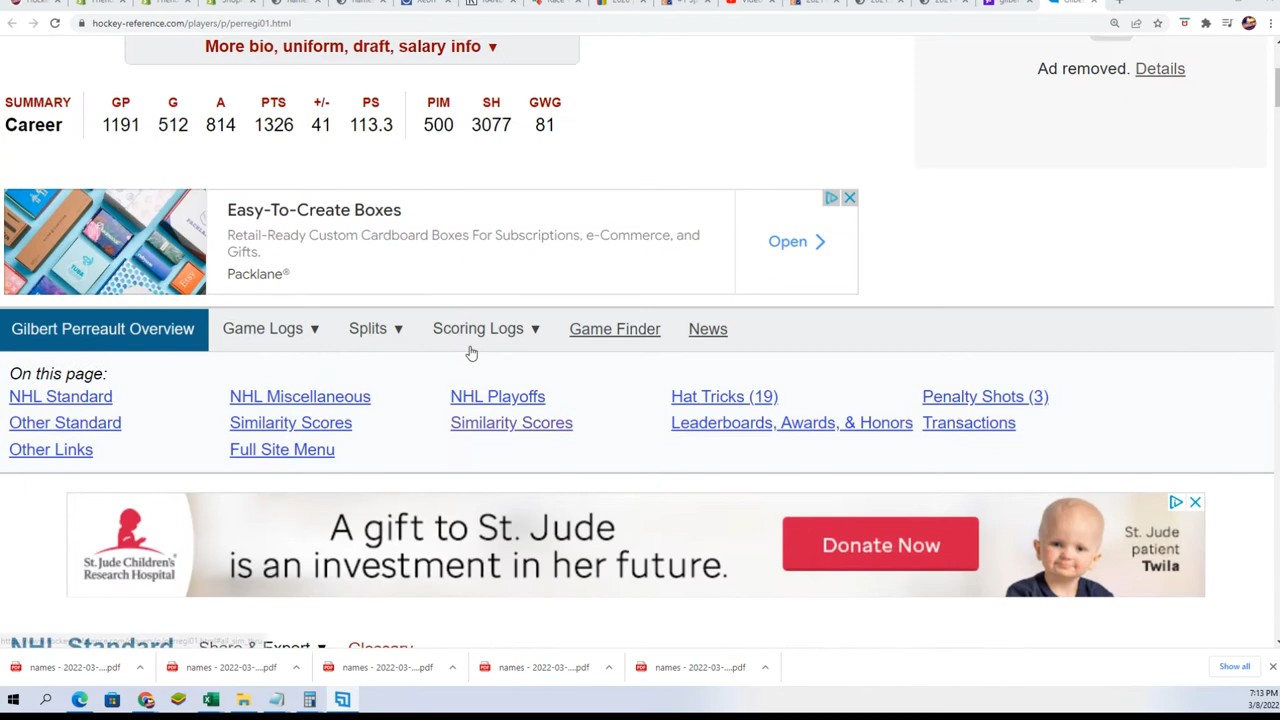 hockey-reference.com/players/p/perregi01.html
More bio, uniform, draft, salary info ▼
Ad removed. Details
SUMMARY GP G A PTS +/- PS PIM SH GWG
Career 1191 512 814 1326 41 113.3 500 3077 81
Easy-To-Create Boxes
Retail-Ready Custom Cardboard Boxes For Subscriptions, e-Commerce, and
Gifts.
Packlane®
Open
Gilbert Perreault Overview Game Logs ▼ Splits ▼ Scoring Logs ▼ Game Finder News
On this page:
NHL Standard NHL Miscellaneous NHL Playoffs Hat Tricks (19) Penalty Shots (3)
Other Standard Similarity Scores Similarity Scores Leaderboards, Awards, & Honors Transactions
Other Links Full Site Menu
A gift to St. Jude
is an investment in her future.
St. Jude Children's
Research Hospital
Donate Now
St. Jude
patient
Twila
NHL Standard Share & Export ▼ Glossary
names - 2022-03-....pdf names - 2022-03-....pdf names - 2022-03-....pdf names - 2022-03-....pdf names - 2022-03-....pdf Show all
7:13 PM
3/8/2022